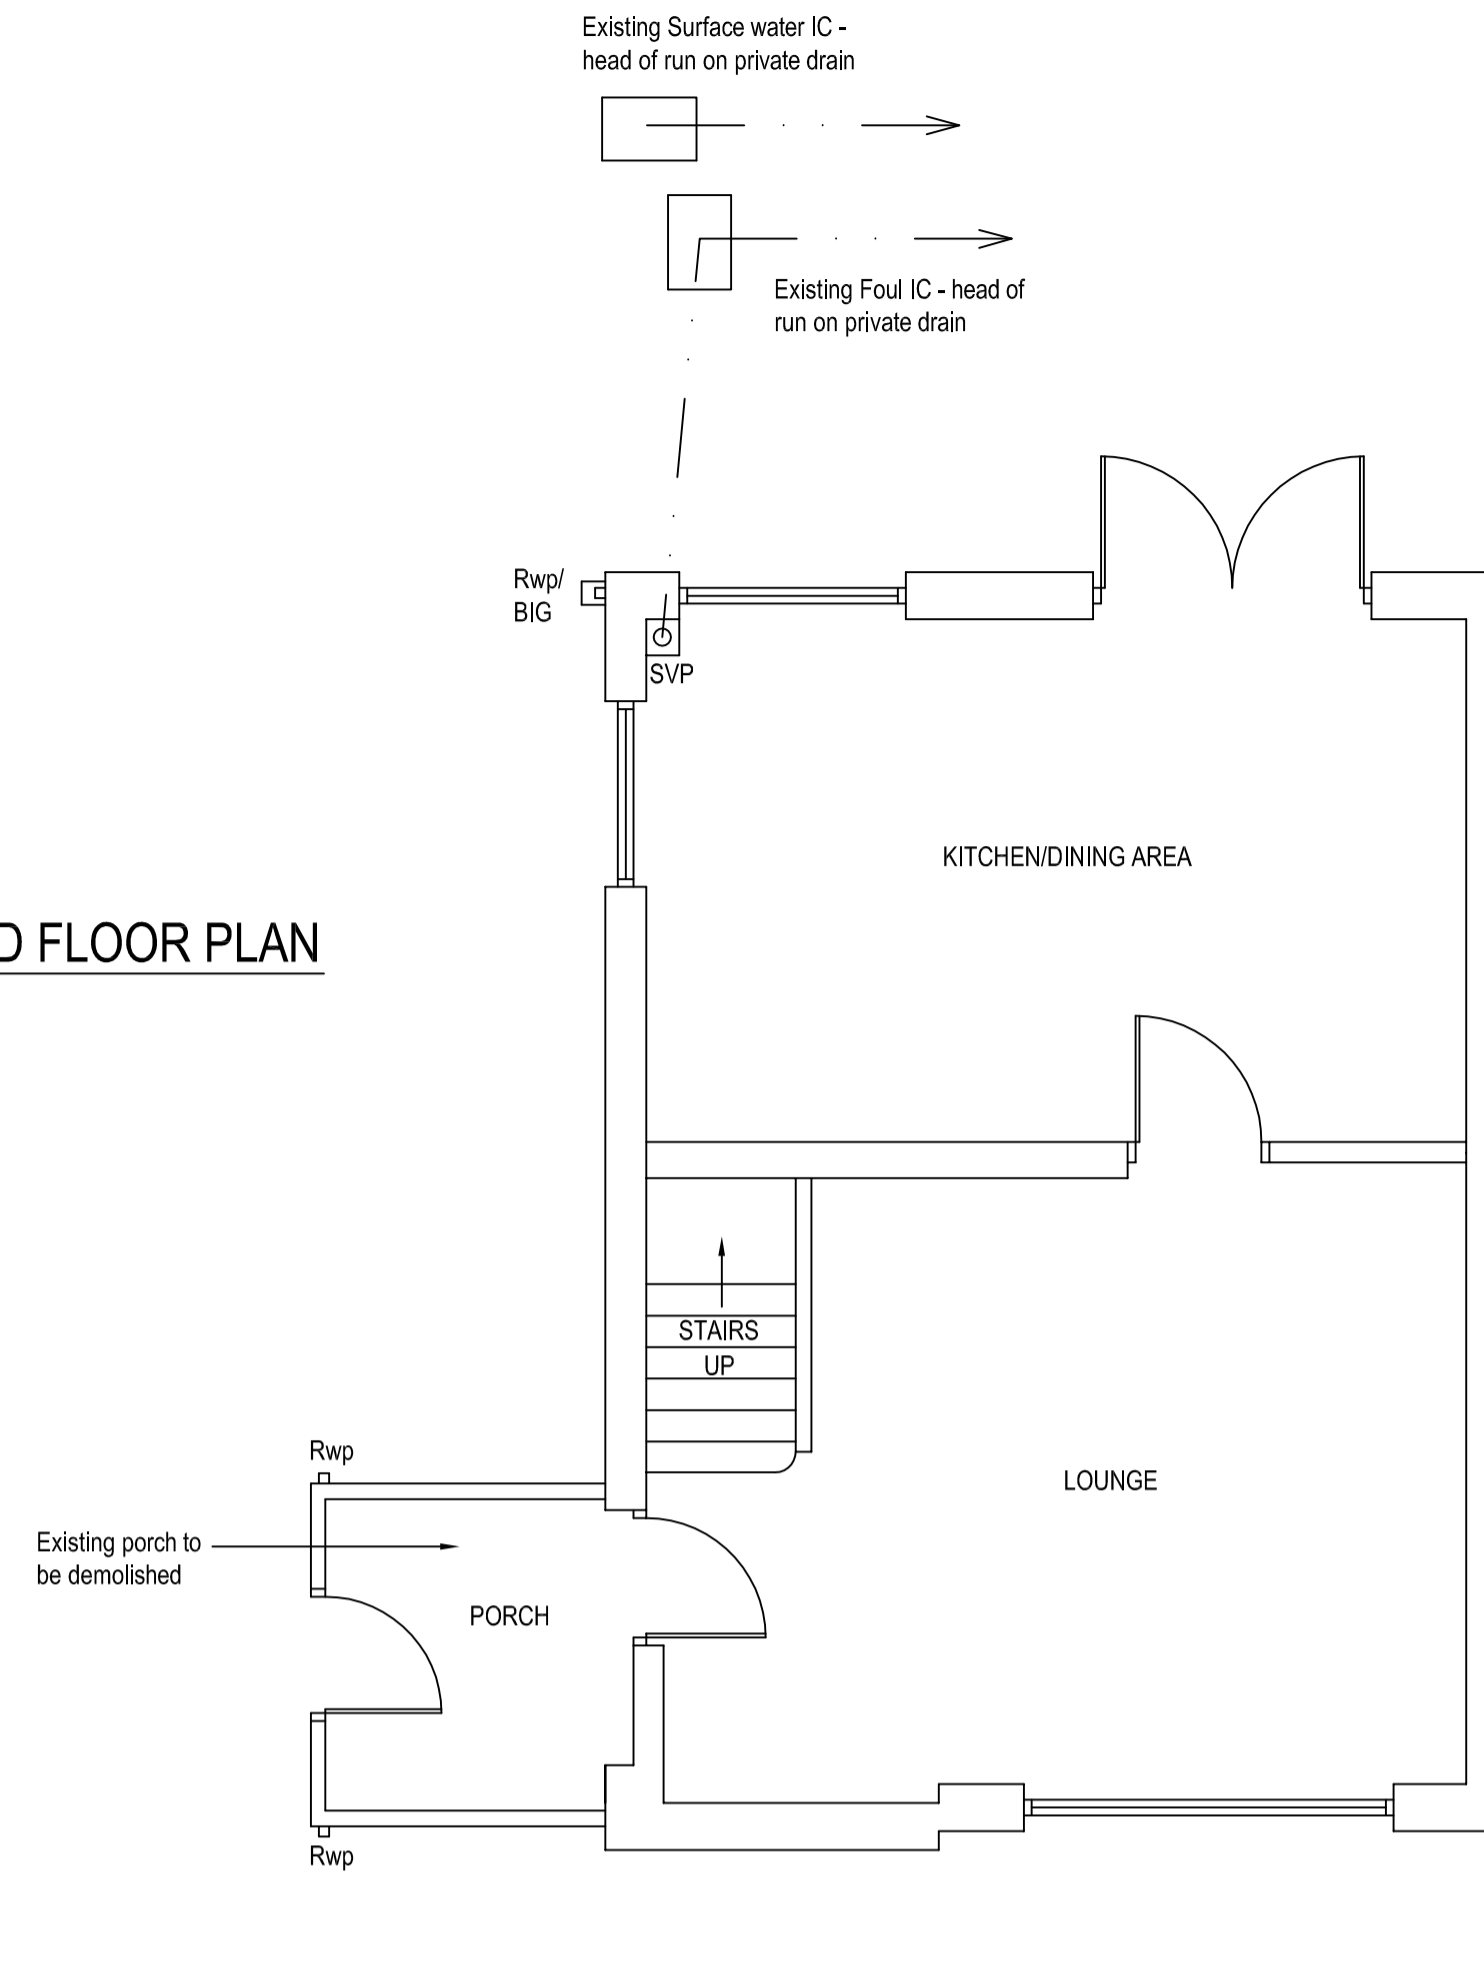 Existing Surface water IC -
head of run on private drain
Existing Foul IC - head of
run on private drain
Rwp/
BIG
SVP
KITCHEN/DINING AREA
D FLOOR PLAN
STAIRS
UP
Rwp
LOUNGE
Existing porch to
be demolished
PORCH
Rwp